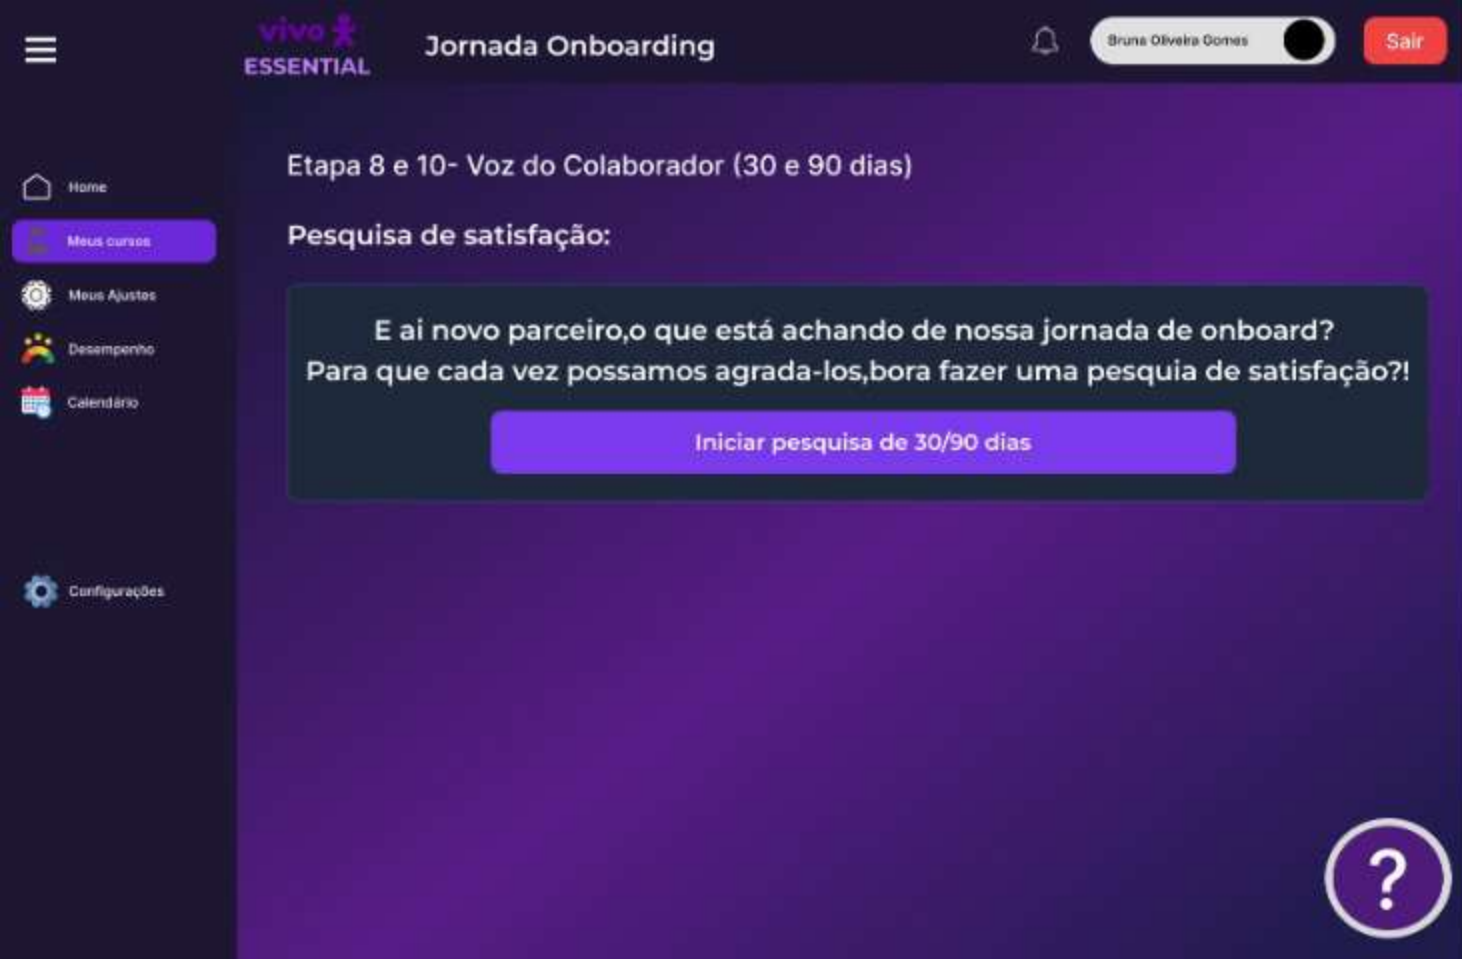 vivo
ESSENTIAL
Jornada Onboarding
Bruna Oliveira Gomes
Sair
Home
Meus cursos
Meus Ajustes
Desempenho
Calendário
Configurações
Etapa 8 e 10- Voz do Colaborador (30 e 90 dias)
Pesquisa de satisfação:
E ai novo parceiro,o que está achando de nossa jornada de onboard?
Para que cada vez possamos agrada-los,bora fazer uma pesquia de satisfação?!
Iniciar pesquisa de 30/90 dias
?